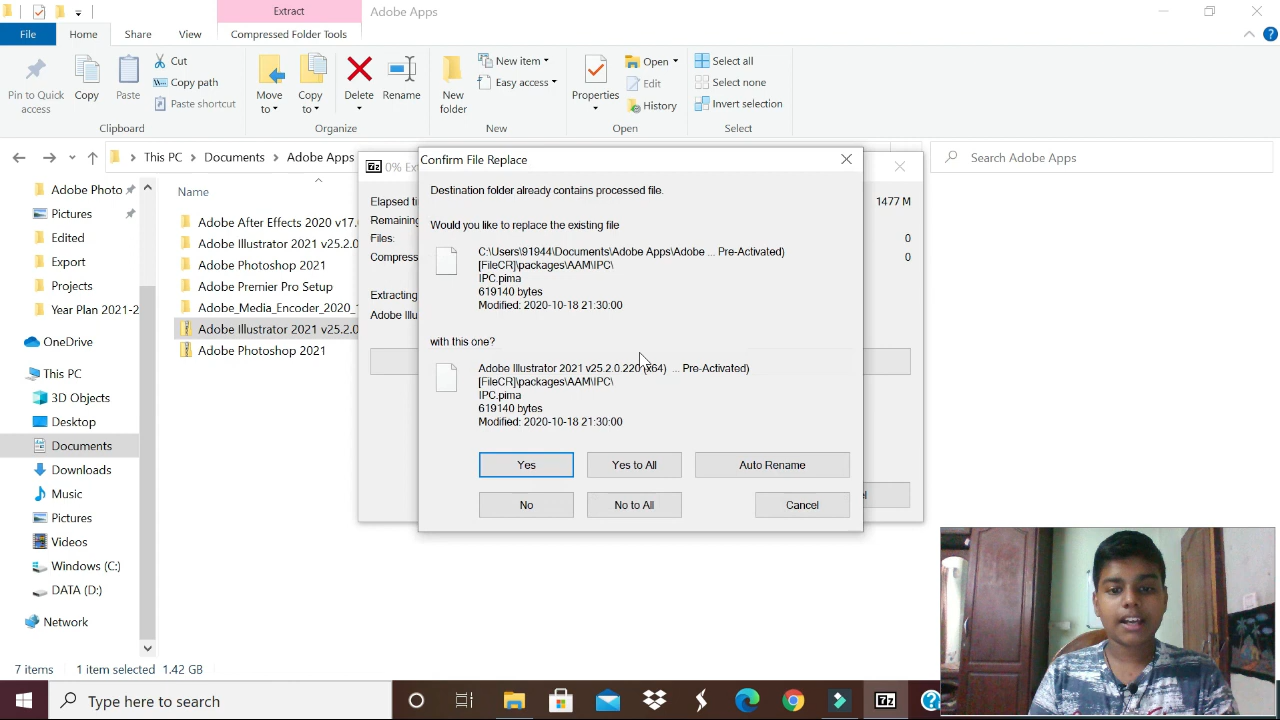 Extract
Adobe Apps
File
Home
Share
View
Compressed Folder Tools
Pin to Quick
access
Copy
Paste
Cut
Copy path
Paste shortcut
Move
to
Copy
to
Delete
Rename
New
folder
New item
Easy access
Properties
Open
Edit
History
Select all
Select none
Invert selection
Clipboard
Organize
New
Open
Select
This PC
Documents
Adobe Apps
Search Adobe Apps
Adobe Photo
Pictures
Edited
Export
Projects
Year Plan 2021-2
OneDrive
This PC
3D Objects
Desktop
Documents
Downloads
Music
Pictures
Videos
Windows (C:)
DATA (D:)
Network
Name
Adobe After Effects 2020 v17.
Adobe Illustrator 2021 v25.2.0
Adobe Photoshop 2021
Adobe Premier Pro Setup
Adobe_Media_Encoder_2020_
Adobe Illustrator 2021 v25.2.0
Adobe Photoshop 2021
7z
0% Ex
Elapsed ti
1477 M
Remaining
Files:
0
Compress
0
Extracting
Adobe Illu
el
Confirm File Replace
Destination folder already contains processed file.
Would you like to replace the existing file
C:\Users\91944\Documents\Adobe Apps\Adobe ... Pre-Activated)
[FileCR]\packages\AAM\IPC\
IPC.pima
619140 bytes
Modified: 2020-10-18 21:30:00
with this one?
Adobe Illustrator 2021 v25.2.0.220 (x64) ... Pre-Activated)
[FileCR]\packages\AAM\IPC\
IPC.pima
619140 bytes
Modified: 2020-10-18 21:30:00
Yes
Yes to All
Auto Rename
No
No to All
Cancel
7 items
1 item selected 1.42 GB
Type here to search
7z